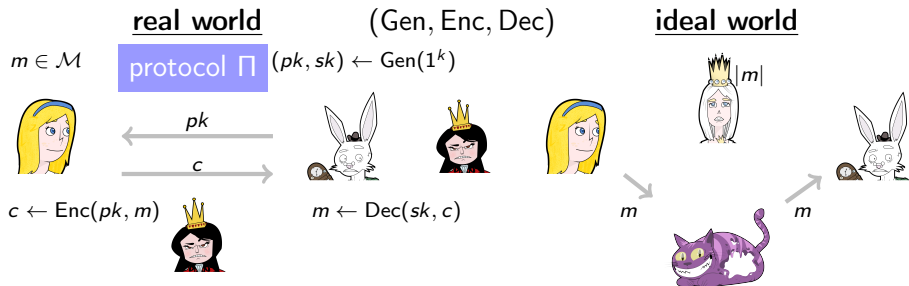 real world
(Gen, Enc, Dec)
ideal world
m ∈ ℳ
protocol Π
(pk, sk) ← Gen(1^k)
|m|
pk
c
c ← Enc(pk, m)
m ← Dec(sk, c)
m
m